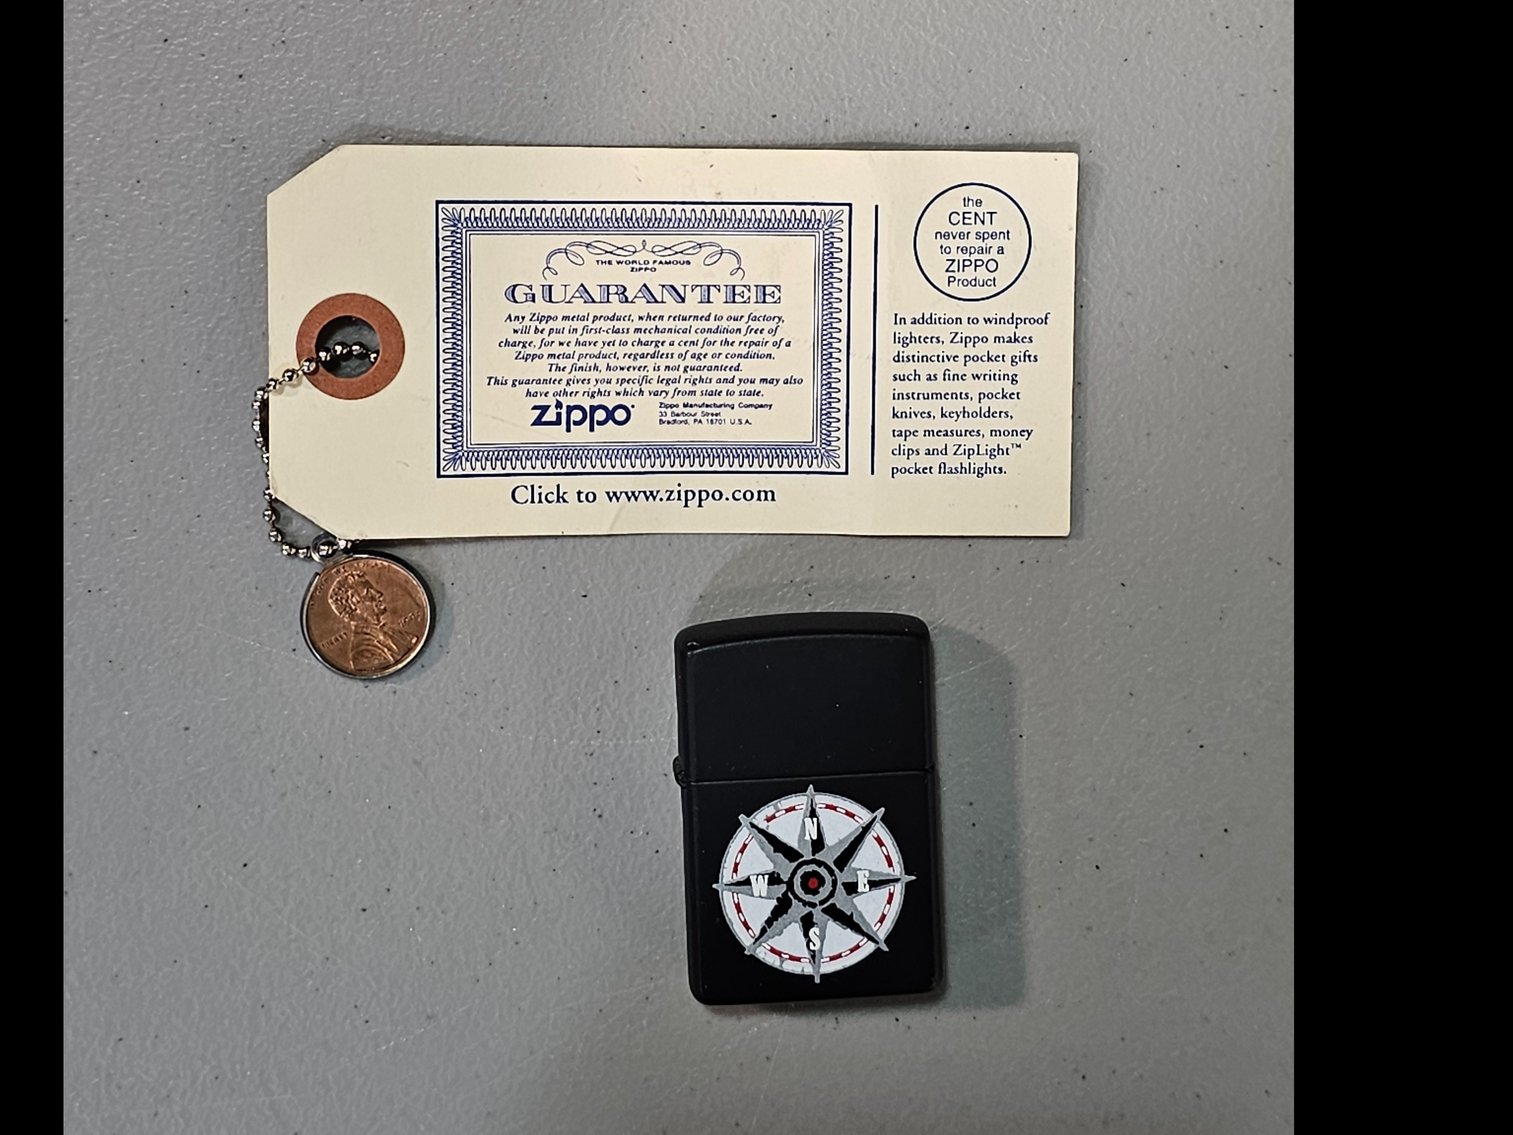 THE WORLD FAMOUS
ZIPPO
GUARANTEE
Any Zippo metal product, when returned to our factory,
will be put in first-class mechanical condition free of
charge, for we have yet to charge a cent for the repair of a
Zippo metal product, regardless of age or condition.
The finish, however, is not guaranteed.
This guarantee gives you specific legal rights and you may also
have other rights which vary from state to state.
zippo
Zippo Manufacturing Company
33 Barbour Street
Bradford, PA 16701 U.S.A.
Click to www.zippo.com
the
CENT
never spent
to repair a
ZIPPO
Product
In addition to windproof
lighters, Zippo makes
distinctive pocket gifts
such as fine writing
instruments, pocket
knives, keyholders,
tape measures, money
clips and ZipLight™
pocket flashlights.
LIBERTY
N
W E
S